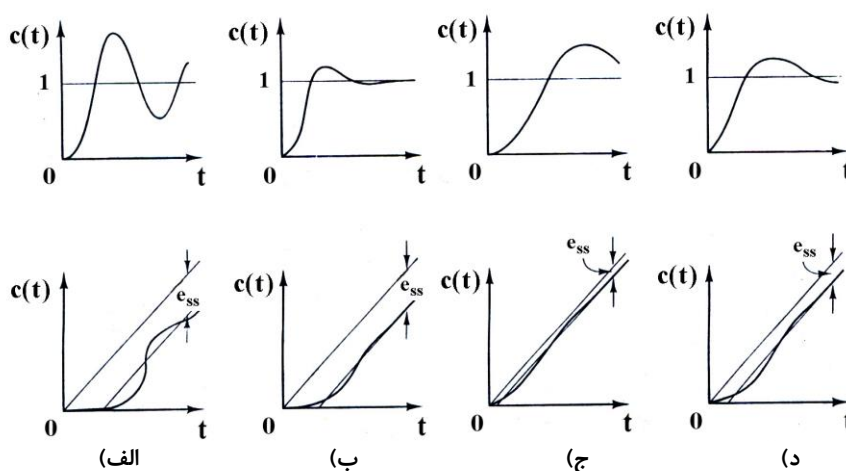 c(t) c(t) c(t) c(t)
1 1 1 1
0 t 0 t 0 t 0 t
e_ss e_ss
c(t) e_ss c(t) e_ss c(t) c(t)
0 t 0 t 0 t 0 t
الف) ب) ج) د)